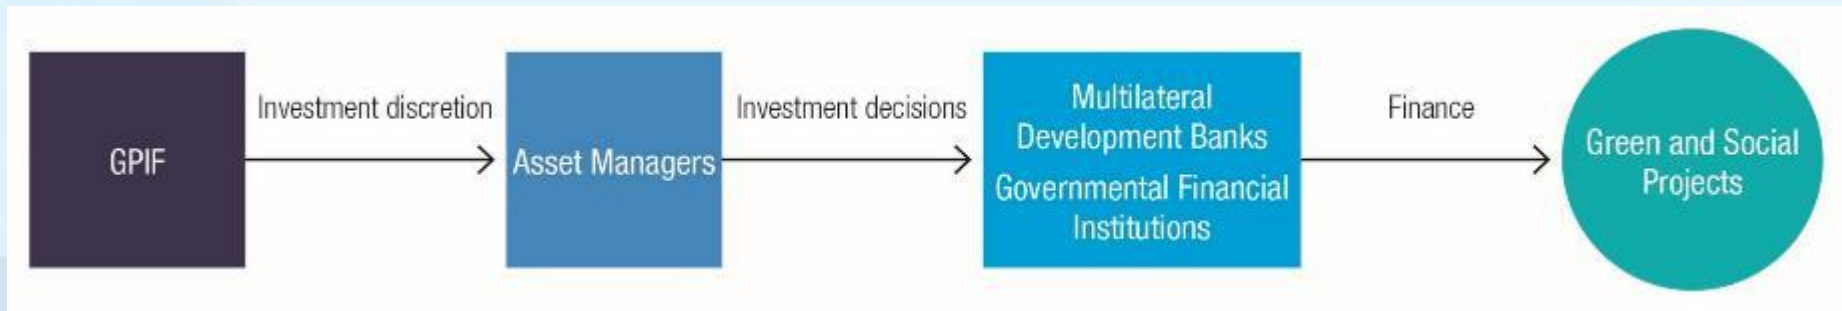 GPIF
Investment discretion
Asset Managers
Investment decisions
Multilateral
Development Banks
Governmental Financial
Institutions
Finance
Green and Social
Projects